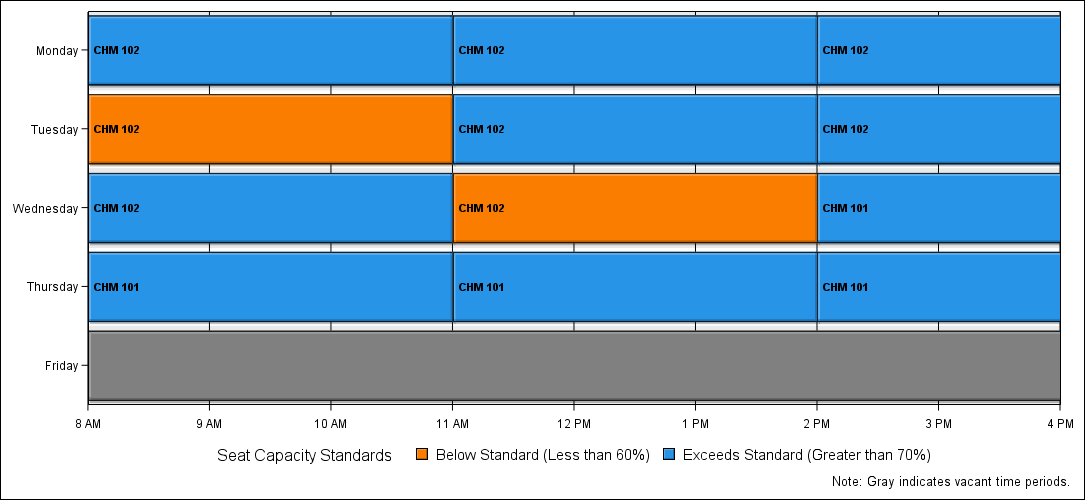 Monday CHM 102 CHM 102 CHM 102
Tuesday CHM 102 CHM 102 CHM 102
Wednesday CHM 102 CHM 102 CHM 101
Thursday CHM 101 CHM 101 CHM 101
Friday
8 AM 9 AM 10 AM 11 AM 12 PM 1 PM 2 PM 3 PM 4 PM
Seat Capacity Standards Below Standard (Less than 60%) Exceeds Standard (Greater than 70%)
Note: Gray indicates vacant time periods.